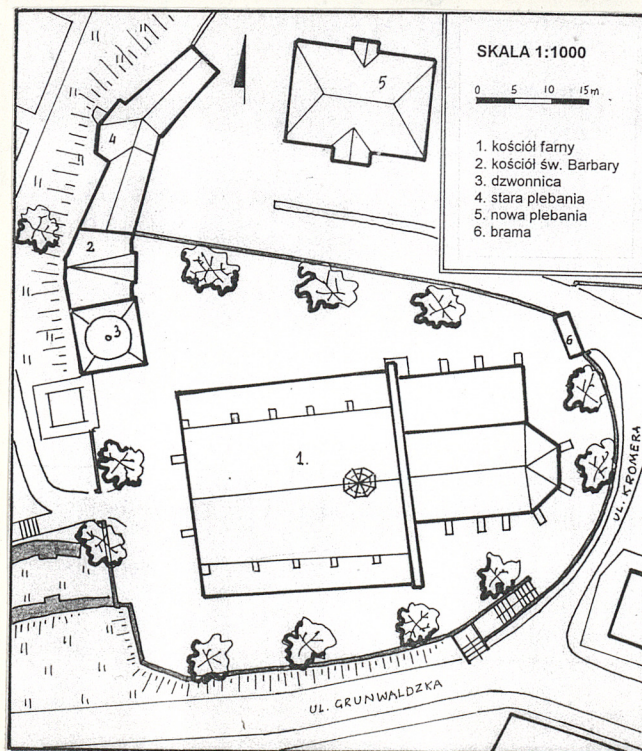 SKALA 1:1000
0 5 10 15m
1. kościół farny
2. kościół św. Barbary
3. dzwonnica
4. stara plebania
5. nowa plebania
6. brama
5
4
2
3
6
1.
UL. KROMERA
UL. GRUNWALDZKA